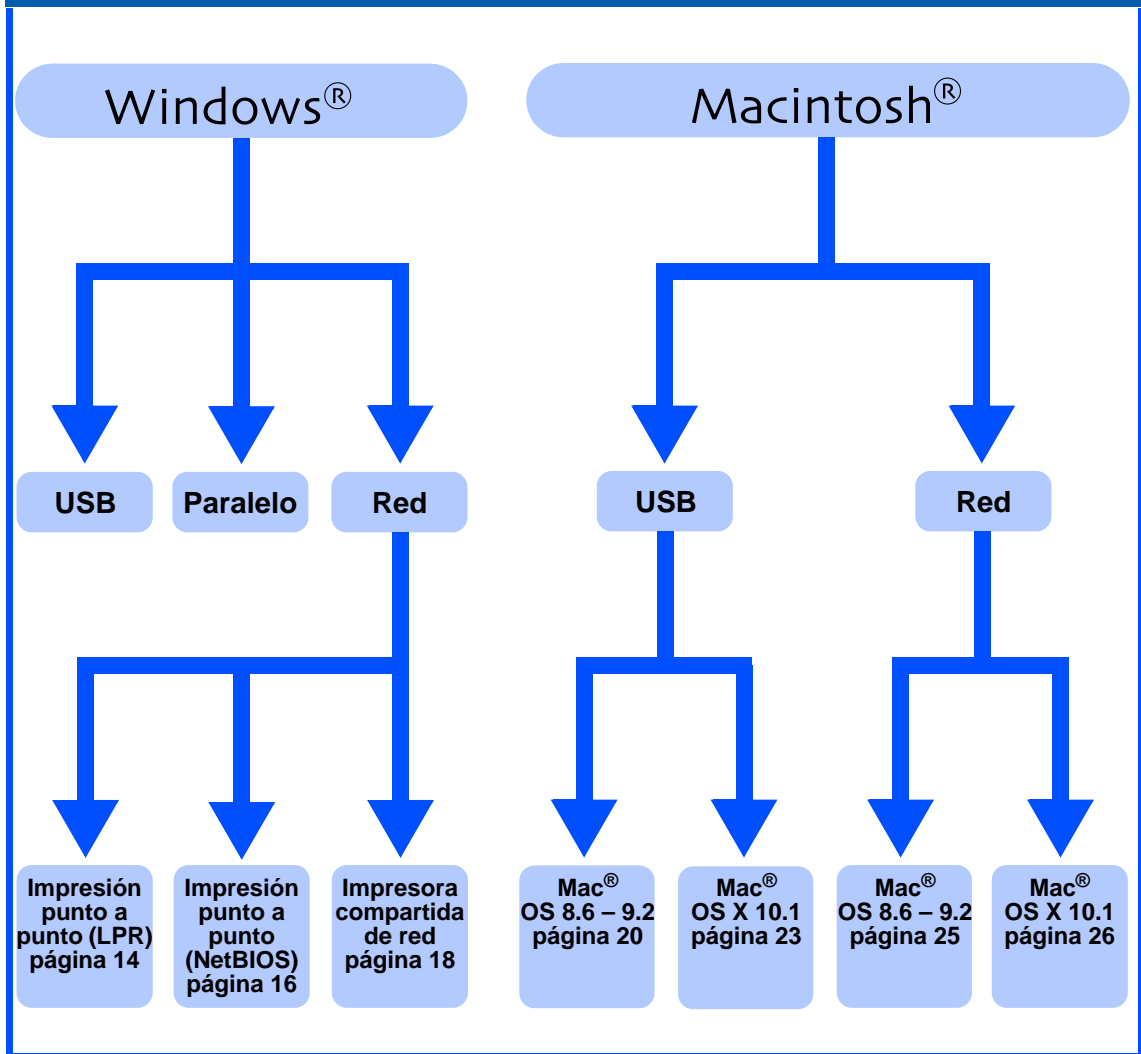 Windows®
Macintosh®
USB
Paralelo
Red
USB
Red
Impresión
punto a
punto (LPR)
página 14
Impresión
punto a
punto
(NetBIOS)
página 16
Impresora
compartida
de red
página 18
Mac®
OS 8.6 – 9.2
página 20
Mac®
OS X 10.1
página 23
Mac®
OS 8.6 – 9.2
página 25
Mac®
OS X 10.1
página 26